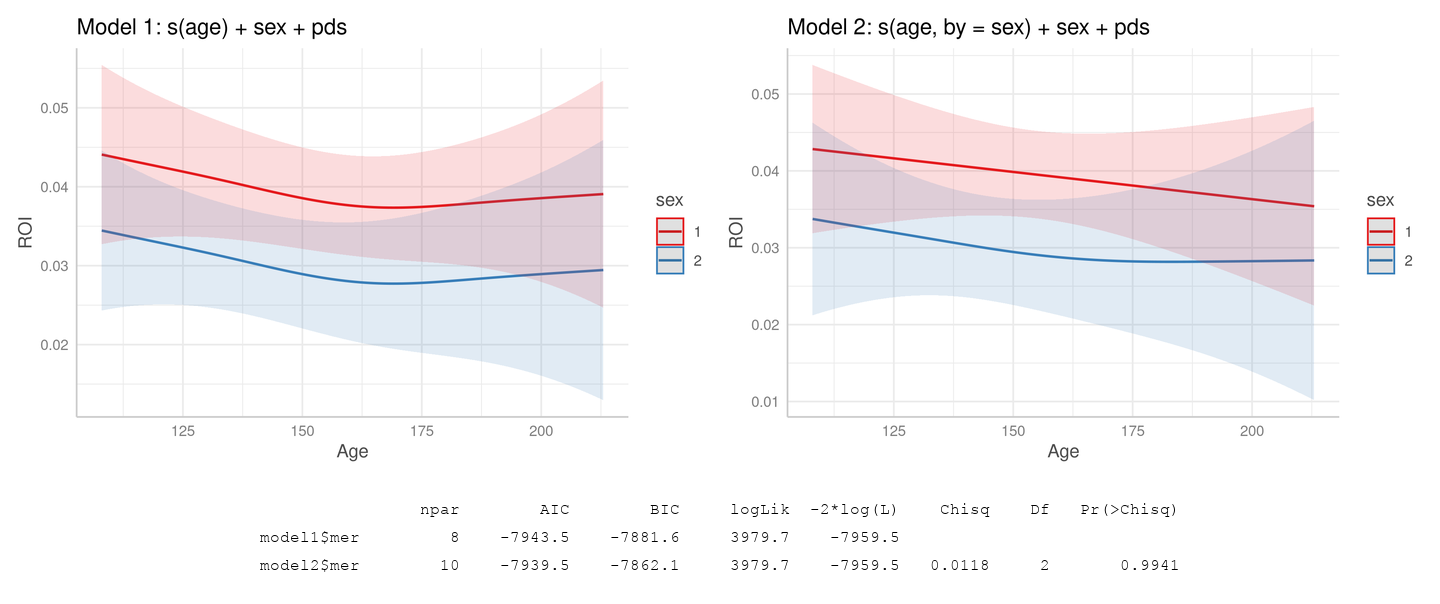 Model 1: s(age) + sex + pds
0.05
0.04
0.03
0.02
ROI
125 150 175 200
Age
sex
1
2
Model 2: s(age, by = sex) + sex + pds
0.05
0.04
0.03
0.02
0.01
ROI
125 150 175 200
Age
sex
1
2
npar AIC BIC logLik -2*log(L) Chisq Df Pr(>Chisq)
model1$mer 8 -7943.5 -7881.6 3979.7 -7959.5
model2$mer 10 -7939.5 -7862.1 3979.7 -7959.5 0.0118 2 0.9941